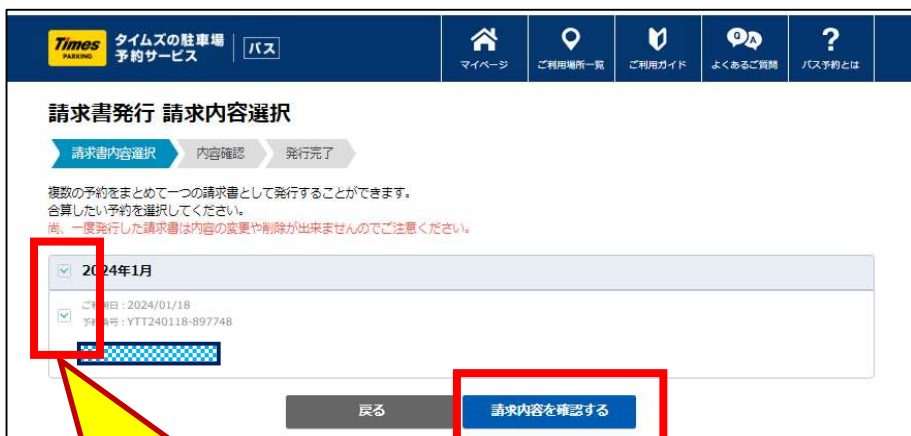 Times
PARKING
タイムズの駐車場
予約サービス
バス
マイページ
ご利用場所一覧
ご利用ガイド
Q A
よくあるご質問
?
バス予約とは
請求書発行 請求内容選択
請求書内容選択
内容確認
発行完了
複数の予約をまとめて一つの請求書として発行することができます。
合算したい予約を選択してください。
尚、一度発行した請求書は内容の変更や削除が出来ませんのでご注意ください。
2024年1月
ご利用日：2024/01/18
予約番号：YTT240118-897748
戻る
請求内容を確認する